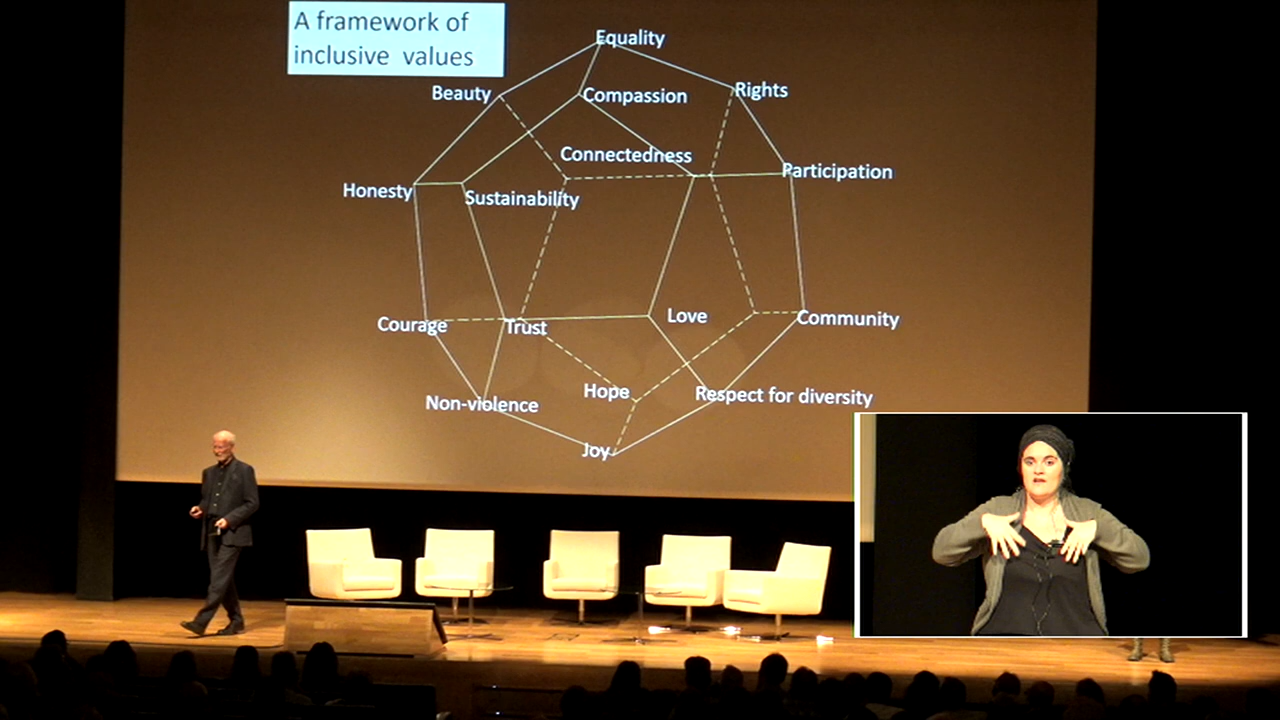 A framework of
inclusive values
Equality
Beauty
Compassion
Rights
Connectedness
Participation
Honesty
Sustainability
Courage
Trust
Love
Community
Non-violence
Hope
Respect for diversity
Joy